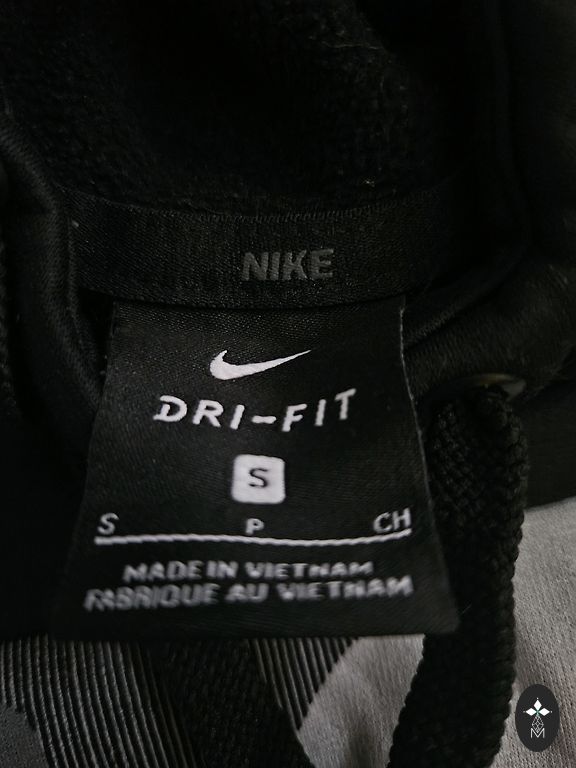 NIKE
DRI-FIT
S
S P CH
MADE IN VIETNAM
FABRIQUE AU VIETNAM
M